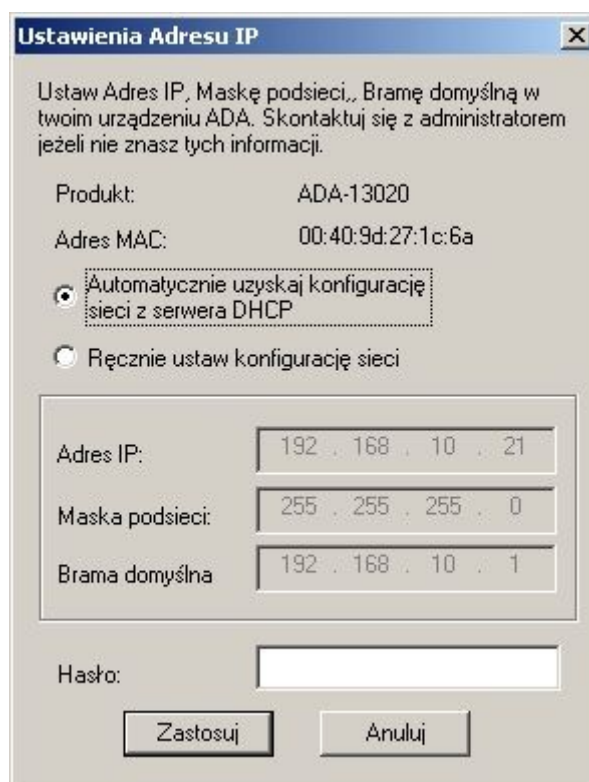 Ustawienia Adresu IP
Ustaw Adres IP, Maskę podsieci,, Bramę domyślną w
twoim urządzeniu ADA. Skontaktuj się z administratorem
jeżeli nie znasz tych informacji.
Produkt: ADA-13020
Adres MAC: 00:40:9d:27:1c:6a
Automatycznie uzyskaj konfigurację
sieci z serwera DHCP
Ręcznie ustaw konfigurację sieci
Adres IP: 192 . 168 . 10 . 21
Maska podsieci: 255 . 255 . 255 . 0
Brama domyślna 192 . 168 . 10 . 1
Hasło:
Zastosuj Anuluj